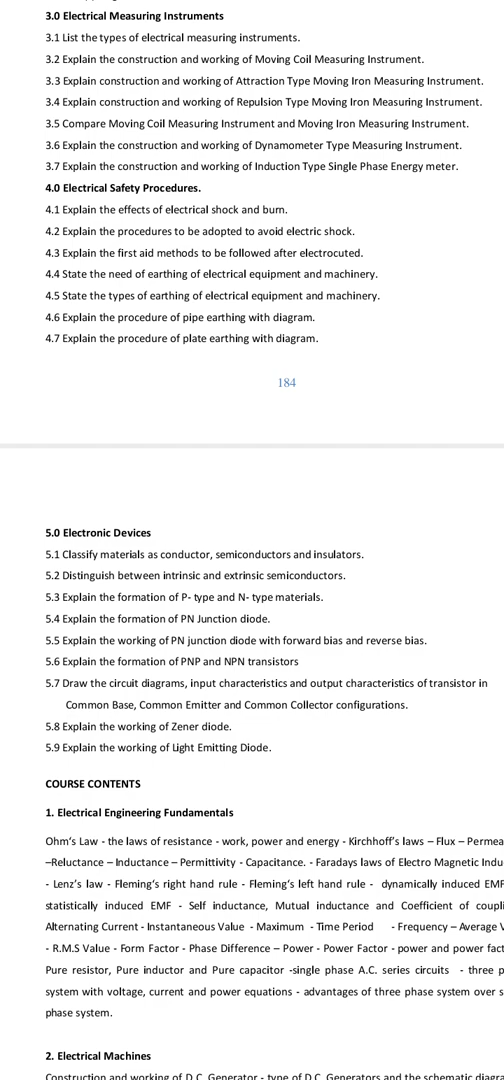 3.0 Electrical Measuring Instruments
3.1 List the types of electrical measuring instruments.
3.2 Explain the construction and working of Moving Coil Measuring Instrument.
3.3 Explain construction and working of Attraction Type Moving Iron Measuring Instrument.
3.4 Explain construction and working of Repulsion Type Moving Iron Measuring Instrument.
3.5 Compare Moving Coil Measuring Instrument and Moving Iron Measuring Instrument.
3.6 Explain the construction and working of Dynamometer Type Measuring Instrument.
3.7 Explain the construction and working of Induction Type Single Phase Energy meter.
4.0 Electrical Safety Procedures.
4.1 Explain the effects of electrical shock and burn.
4.2 Explain the procedures to be adopted to avoid electric shock.
4.3 Explain the first aid methods to be followed after electrocuted.
4.4 State the need of earthing of electrical equipment and machinery.
4.5 State the types of earthing of electrical equipment and machinery.
4.6 Explain the procedure of pipe earthing with diagram.
4.7 Explain the procedure of plate earthing with diagram.
184
5.0 Electronic Devices
5.1 Classify materials as conductor, semiconductors and insulators.
5.2 Distinguish between intrinsic and extrinsic semiconductors.
5.3 Explain the formation of P- type and N- type materials.
5.4 Explain the formation of PN Junction diode.
5.5 Explain the working of PN junction diode with forward bias and reverse bias.
5.6 Explain the formation of PNP and NPN transistors
5.7 Draw the circuit diagrams, input characteristics and output characteristics of transistor in
Common Base, Common Emitter and Common Collector configurations.
5.8 Explain the working of Zener diode.
5.9 Explain the working of Light Emitting Diode.
COURSE CONTENTS
1. Electrical Engineering Fundamentals
Ohm's Law - the laws of resistance - work, power and energy - Kirchhoff's laws – Flux – Permea
–Reluctance – Inductance – Permittivity - Capacitance. - Faradays laws of Electro Magnetic Indu
- Lenz's law - Fleming's right hand rule - Fleming's left hand rule - dynamically induced EMF
statistically induced EMF - Self inductance, Mutual inductance and Coefficient of coupli
Alternating Current - Instantaneous Value - Maximum - Time Period - Frequency – Average V
- R.M.S Value - Form Factor - Phase Difference – Power - Power Factor - power and power fact
Pure resistor, Pure inductor and Pure capacitor -single phase A.C. series circuits - three p
system with voltage, current and power equations - advantages of three phase system over s
phase system.
2. Electrical Machines
Construction and working of D.C. Generator - type of D.C. Generators and the schematic diagra